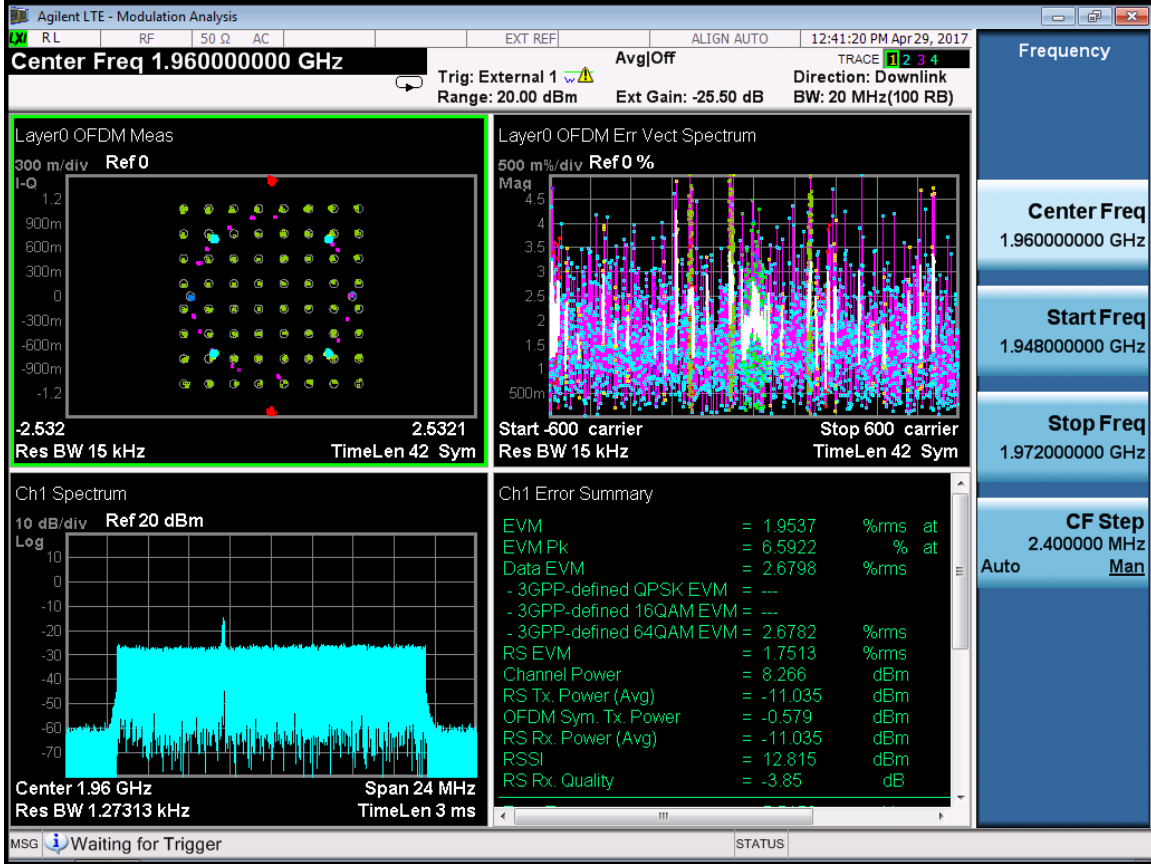 Agilent LTE - Modulation Analysis
LXI RL RF 50 Ω AC EXT REF ALIGN AUTO 12:41:20 PM Apr 29, 2017
Center Freq 1.960000000 GHz
Avg|Off
TRACE 1 2 3 4
Trig: External 1
Direction: Downlink
Range: 20.00 dBm Ext Gain: -25.50 dB BW: 20 MHz(100 RB)
Layer0 OFDM Meas
300 m/div Ref 0
I-Q
1.2
900m
600m
300m
0
-300m
-600m
-900m
-1.2
-2.532 2.5321
Res BW 15 kHz TimeLen 42 Sym
Layer0 OFDM Err Vect Spectrum
500 m%/div Ref 0 %
Mag
4.5
4
3.5
3
2.5
2
1.5
1
500m
Start -600 carrier Stop 600 carrier
Res BW 15 kHz TimeLen 42 Sym
Ch1 Spectrum
10 dB/div Ref 20 dBm
Log
10
0
-10
-20
-30
-40
-50
-60
-70
Center 1.96 GHz Span 24 MHz
Res BW 1.27313 kHz TimeLen 3 ms
Ch1 Error Summary
EVM = 1.9537 %rms at
EVM Pk = 6.5922 % at
Data EVM = 2.6798 %rms
- 3GPP-defined QPSK EVM = ---
- 3GPP-defined 16QAM EVM = ---
- 3GPP-defined 64QAM EVM = 2.6782 %rms
RS EVM = 1.7513 %rms
Channel Power = 8.266 dBm
RS Tx. Power (Avg) = -11.035 dBm
OFDM Sym. Tx. Power = -0.579 dBm
RS Rx. Power (Avg) = -11.035 dBm
RSSI = 12.815 dBm
RS Rx. Quality = -3.85 dB
Frequency
Center Freq
1.960000000 GHz
Start Freq
1.948000000 GHz
Stop Freq
1.972000000 GHz
CF Step
2.400000 MHz
Auto Man
MSG Waiting for Trigger STATUS